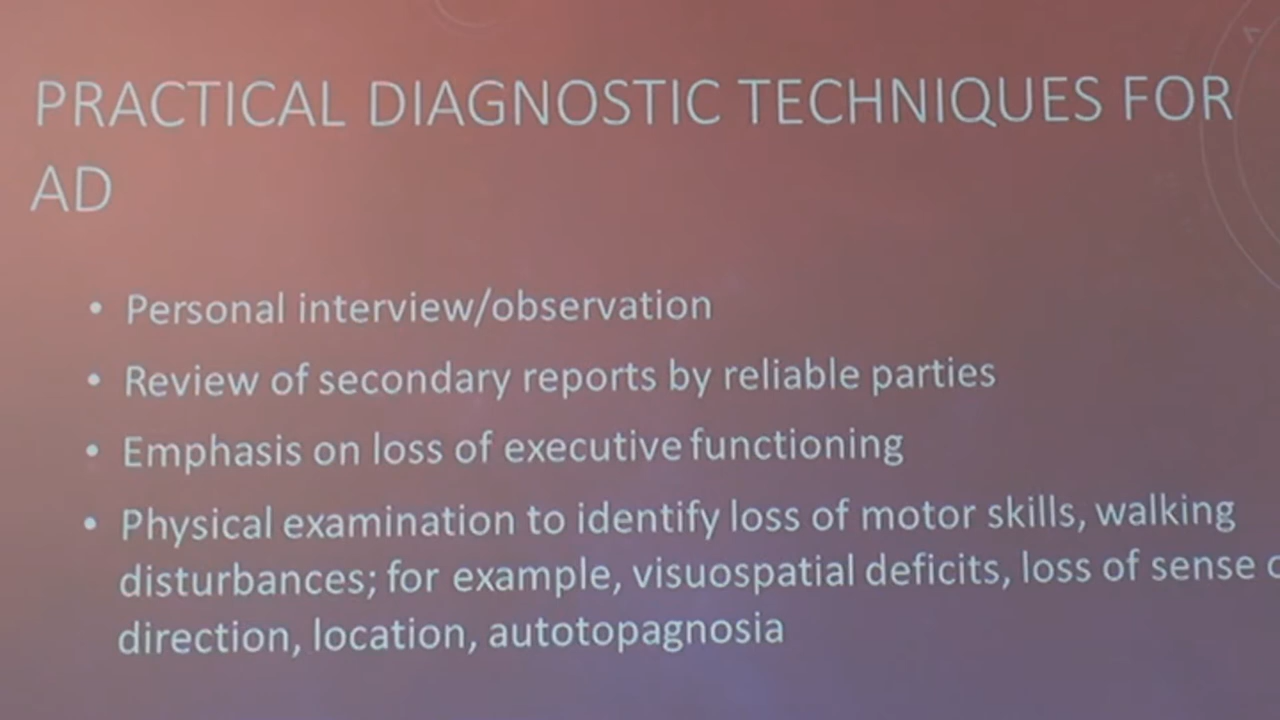 PRACTICAL DIAGNOSTIC TECHNIQUES FOR
AD
• Personal interview/observation
• Review of secondary reports by reliable parties
• Emphasis on loss of executive functioning
• Physical examination to identify loss of motor skills, walking
disturbances; for example, visuospatial deficits, loss of sense
direction, location, autotopagnosia